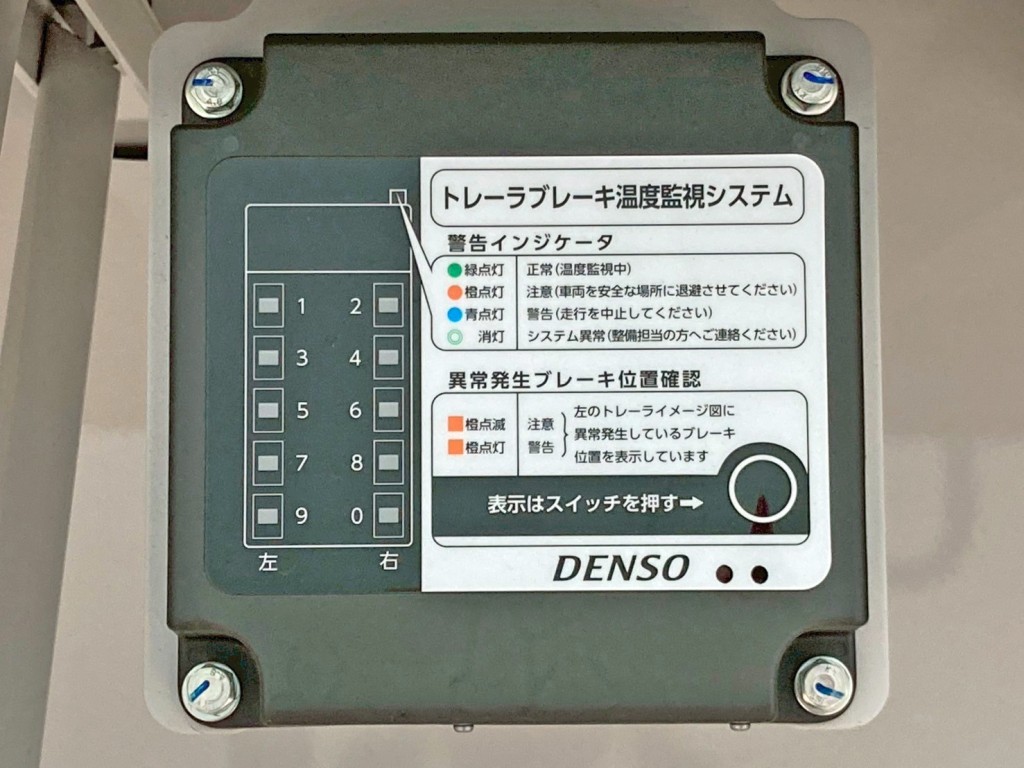 トレーラブレーキ温度監視システム
警告インジケータ
緑点灯 正常(温度監視中)
橙点灯 注意(車両を安全な場所に退避させてください)
青点灯 警告(走行を中止してください)
消灯 システム異常(整備担当の方へご連絡ください)
異常発生ブレーキ位置確認
橙点滅 注意
橙点灯 警告
左のトレーライメージ図に
異常発生しているブレーキ
位置を表示しています
表示はスイッチを押す➡
DENSO
1 2
3 4
5 6
7 8
9 0
左 右